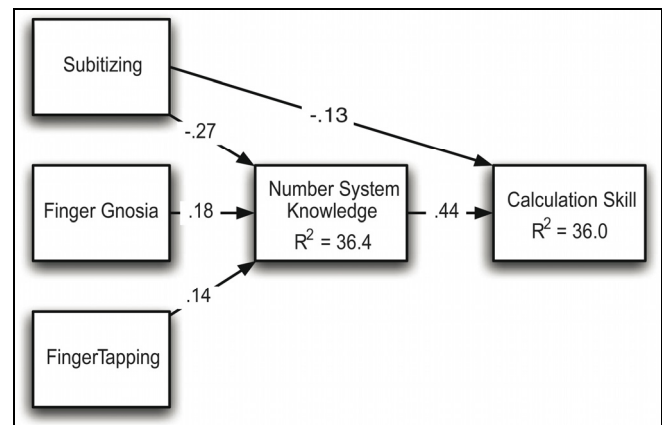 Subitizing
-.13
-.27
Finger Gnosia
.18
Number System
Knowledge
R² = 36.4
.44
Calculation Skill
R² = 36.0
.14
FingerTapping